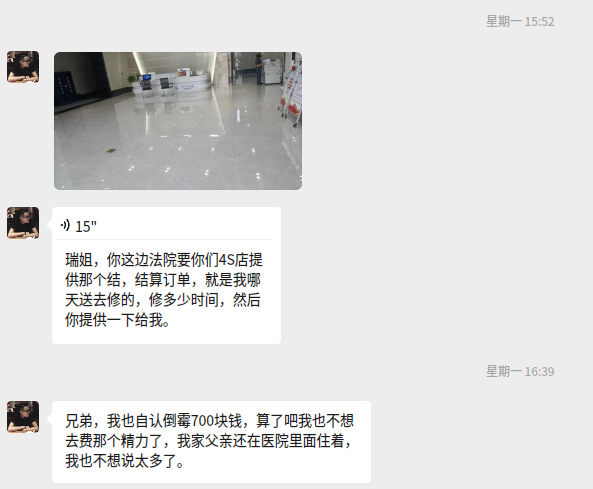 星期一 15:52
15"
瑞姐，你这边法院要你们4S店提
供那个结，结算订单，就是我哪
天送去修的，修多少时间，然后
你提供一下给我。
星期一 16:39
兄弟，我也自认倒霉700块钱，算了吧我也不想
去费那个精力了，我家父亲还在医院里面住着，
我也不想说太多了。